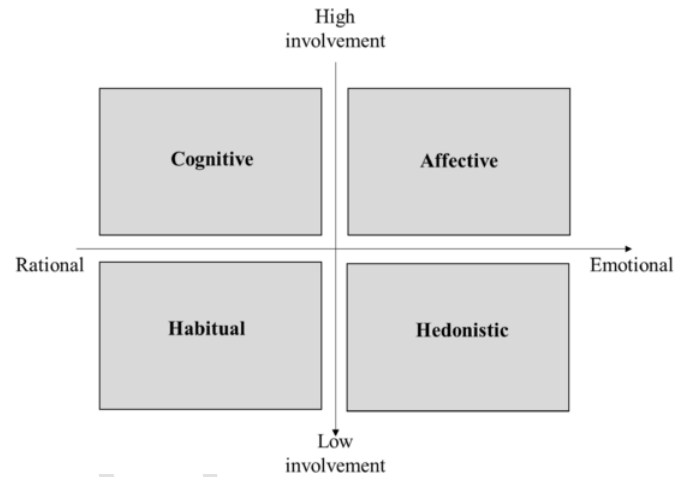 High
involvement
Cognitive
Affective
Rational
Emotional
Habitual
Hedonistic
Low
involvement